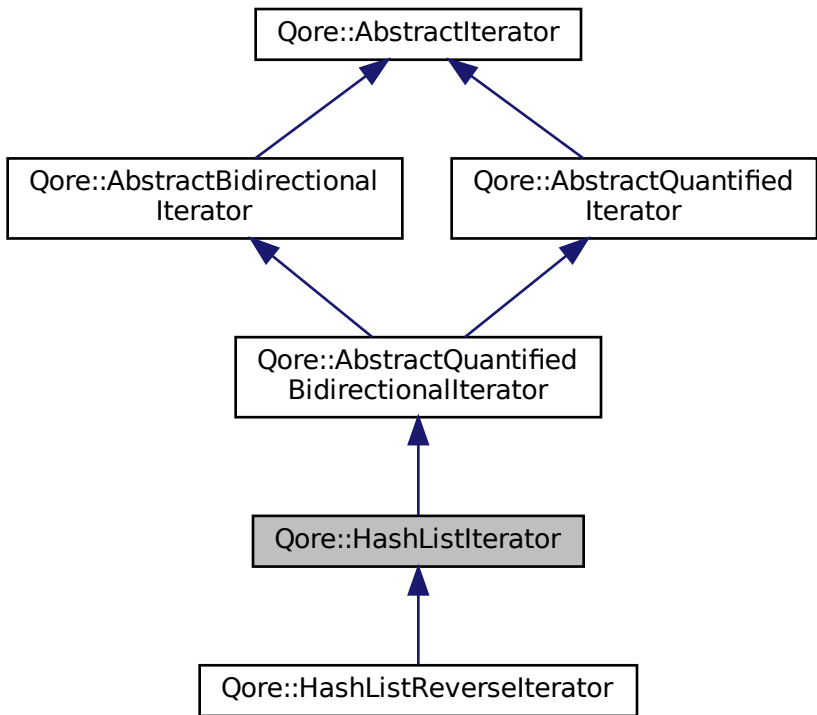 Qore::AbstractIterator
Qore::AbstractBidirectional
Iterator
Qore::AbstractQuantified
Iterator
Qore::AbstractQuantified
BidirectionalIterator
Qore::HashListIterator
Qore::HashListReverseIterator